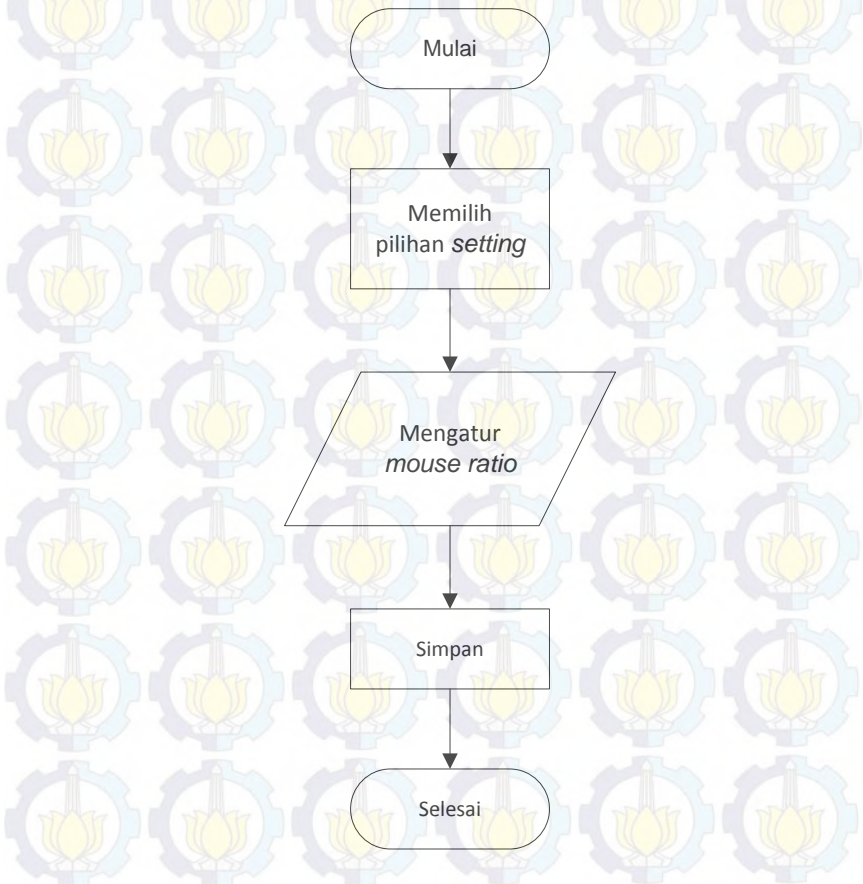 Mulai
Memilih
pilihan setting
Mengatur
mouse ratio
Simpan
Selesai